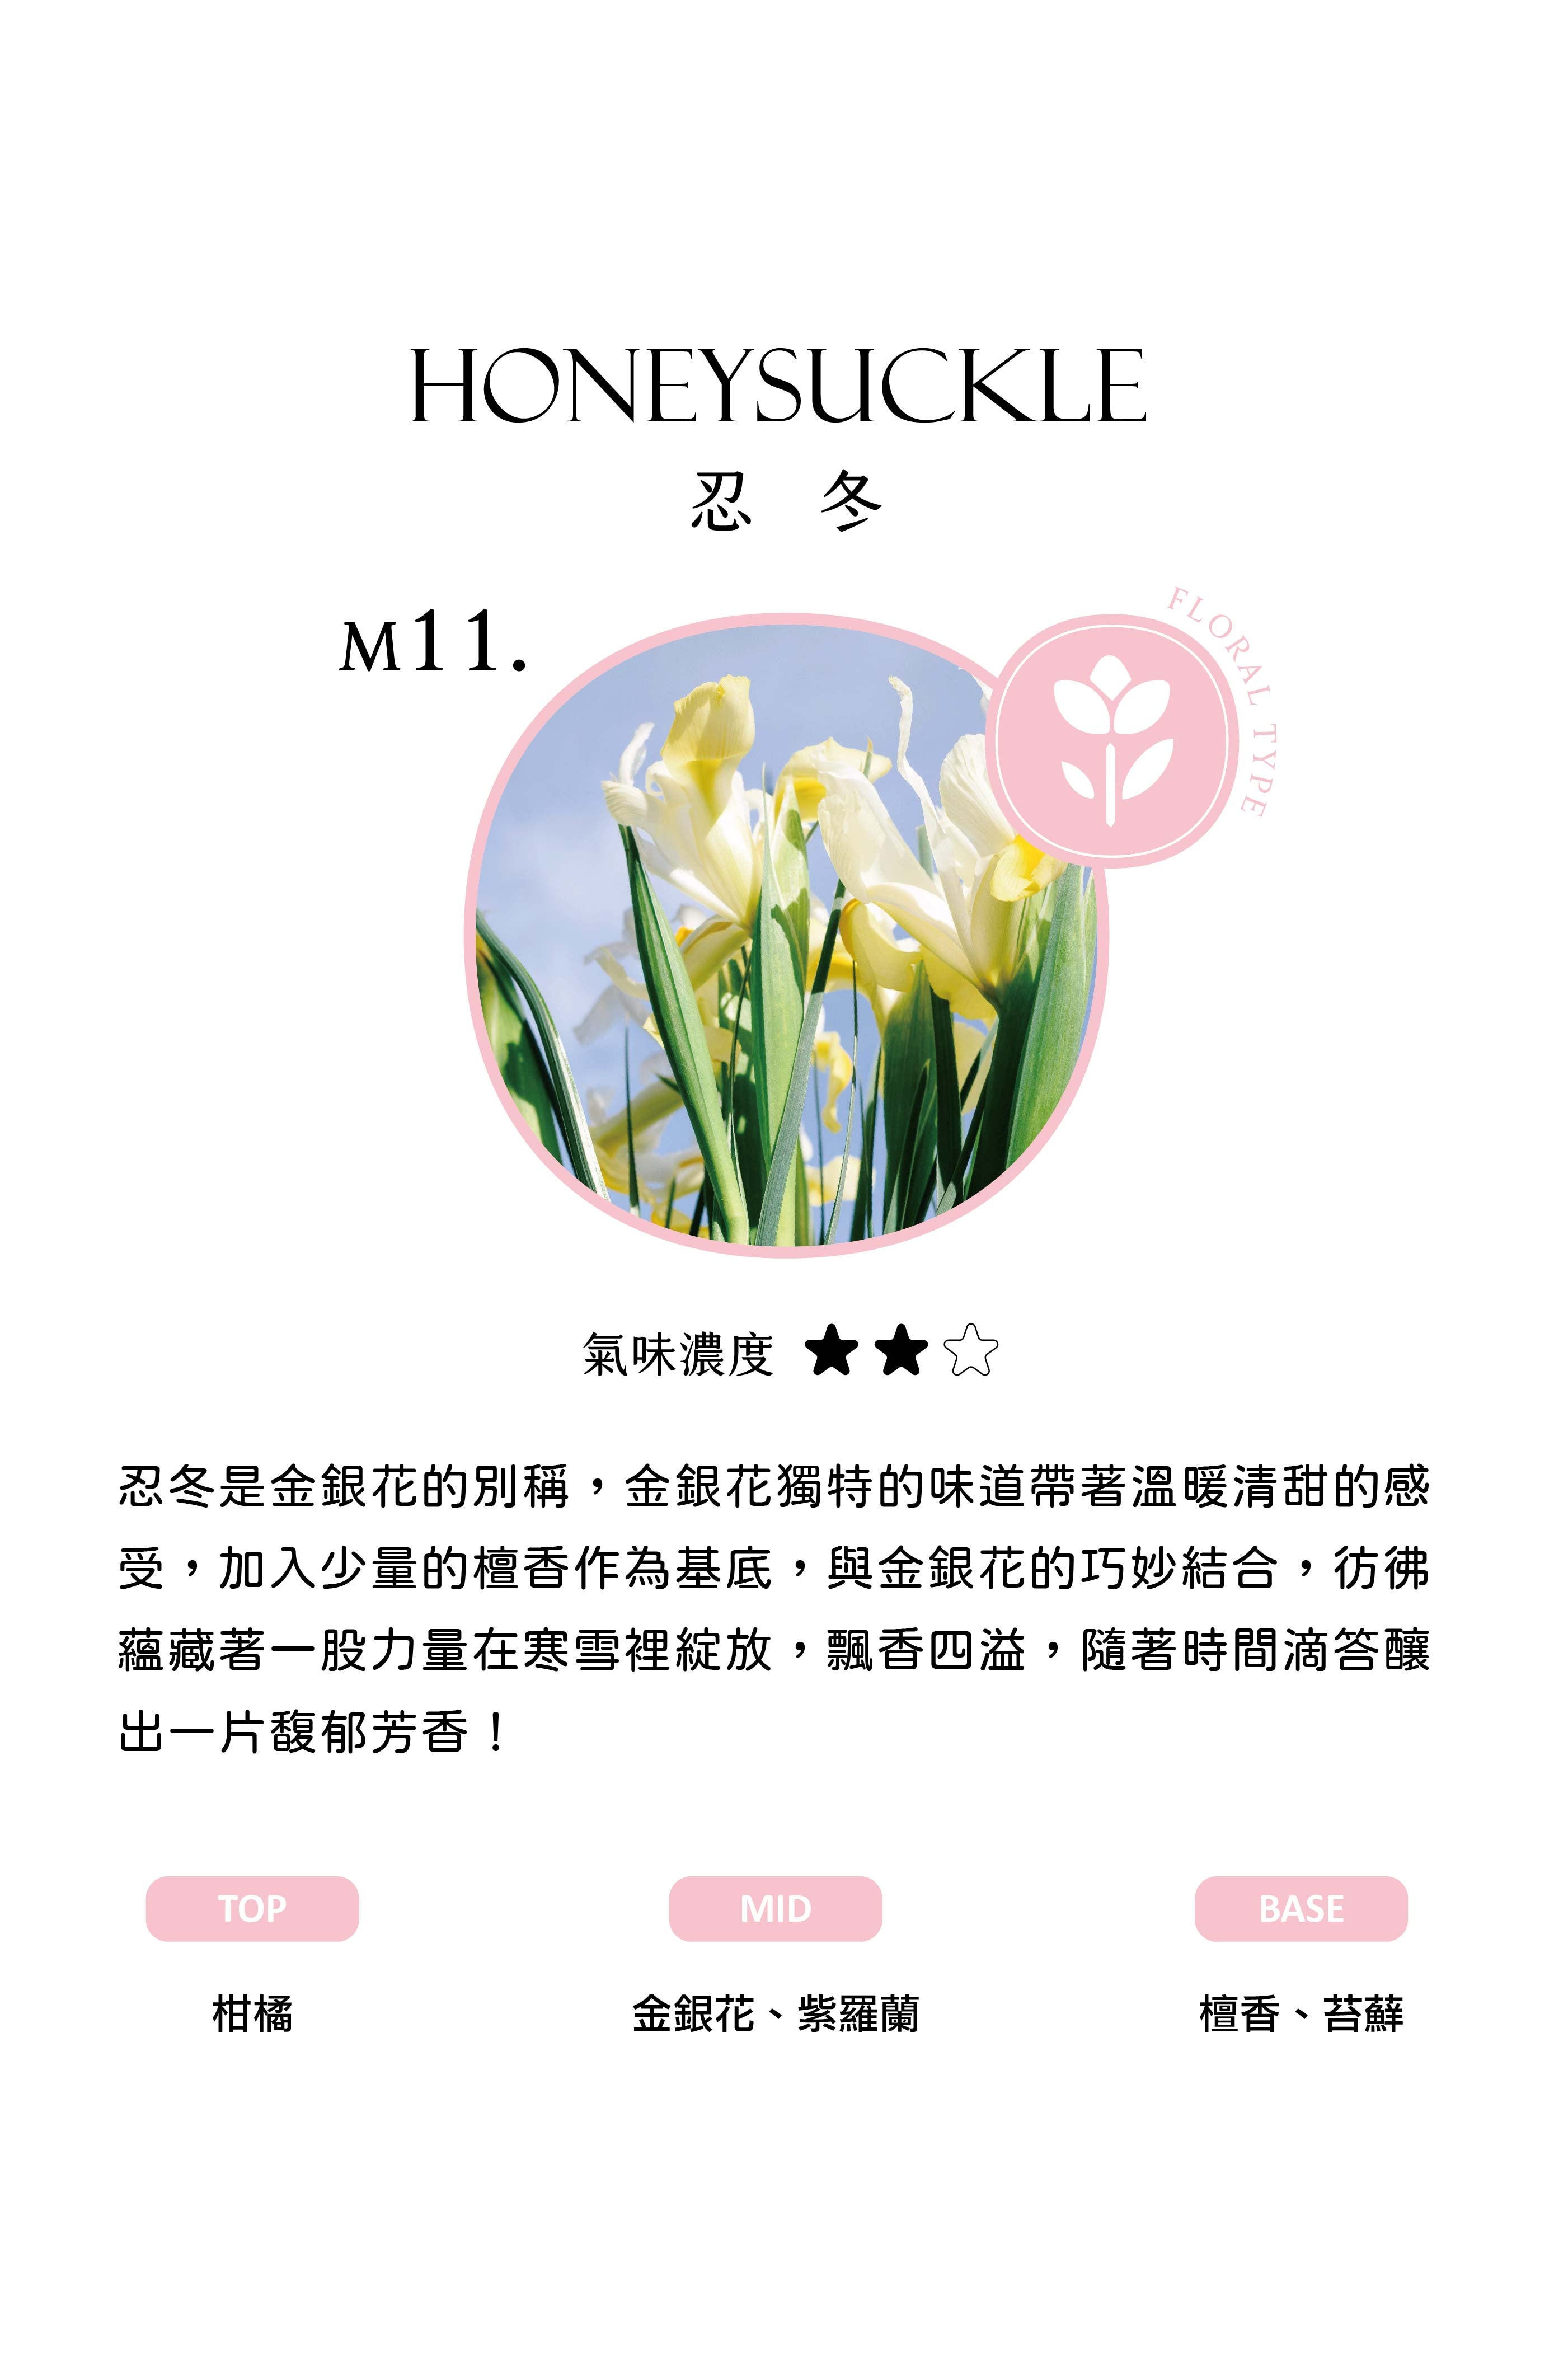 HONEYSUCKLE
忍 冬
M11.
FLORAL TYPE
氣味濃度 ★★☆
忍冬是金銀花的別稱，金銀花獨特的味道帶著溫暖清甜的感
受，加入少量的檀香作為基底，與金銀花的巧妙結合，彷彿
蘊藏著一股力量在寒雪裡綻放，飄香四溢，隨著時間滴答釀
出一片馥郁芳香！
TOP
柑橘
MID
金銀花、紫羅蘭
BASE
檀香、苔蘚